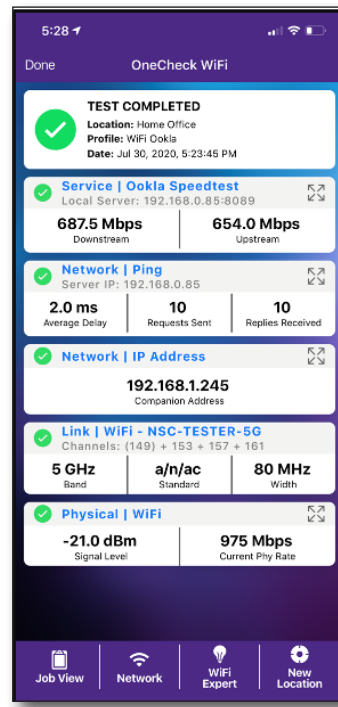 5:28
Done OneCheck WiFi
TEST COMPLETED
Location: Home Office
Profile: WiFi Ookla
Date: Jul 30, 2020, 5:23:45 PM
Service | Ookla Speedtest
Local Server: 192.168.0.85:8089
687.5 Mbps 654.0 Mbps
Downstream Upstream
Network | Ping
Server IP: 192.168.0.85
2.0 ms 10 10
Average Delay Requests Sent Replies Received
Network | IP Address
192.168.1.245
Companion Address
Link | WiFi - NSC-TESTER-5G
Channels: (149) + 153 + 157 + 161
5 GHz a/n/ac 80 MHz
Band Standard Width
Physical | WiFi
-21.0 dBm 975 Mbps
Signal Level Current Phy Rate
Job View Network WiFi Expert New Location